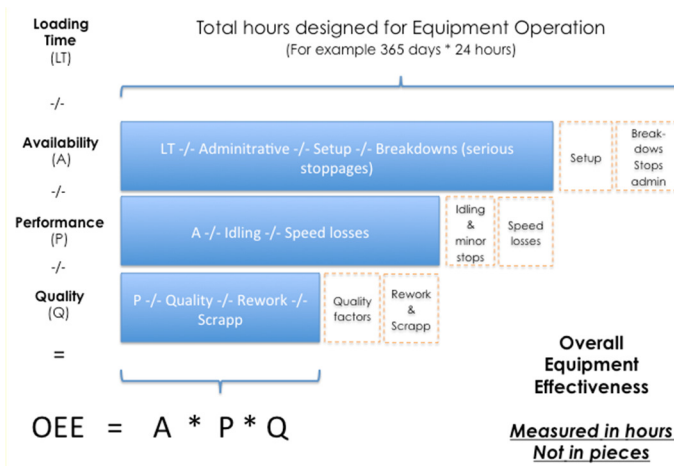 Loading
Time
(LT)
Total hours designed for Equipment Operation
(For example 365 days * 24 hours)
-/-
Availability
(A)
LT -/- Adminitrative -/- Setup -/- Breakdowns (serious
stoppages)
Setup
Break-
dows
Stops
admin
-/-
Performance
(P)
A -/- Idling -/- Speed losses
Idling
&
minor
stops
Speed
losses
-/-
Quality
(Q)
P -/- Quality -/- Rework -/-
Scrapp
Quality
factors
Rework
&
Scrapp
=
Overall
Equipment
Effectiveness
OEE = A * P * Q
Measured in hours
Not in pieces